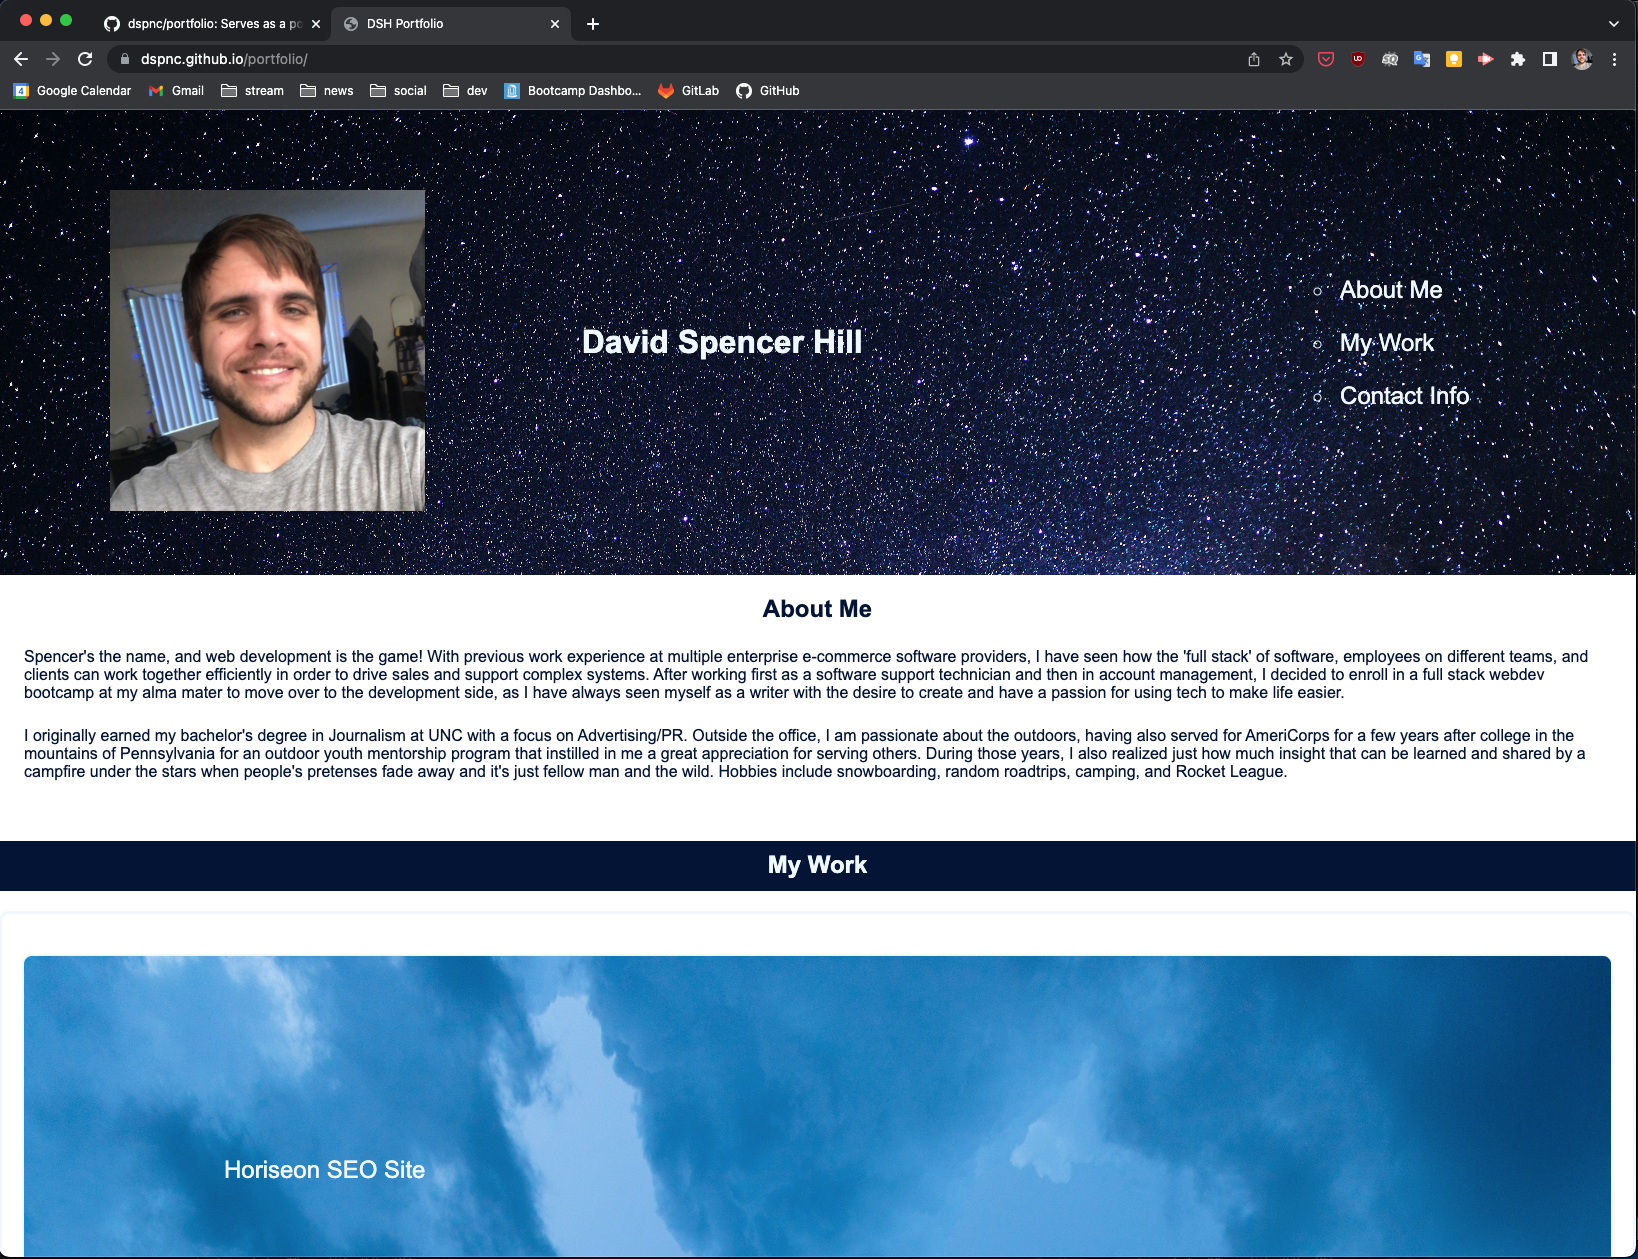 dspnc/portfolio: Serves as a po
DSH Portfolio
dspnc.github.io/portfolio/
Google Calendar
Gmail
stream
news
social
dev
Bootcamp Dashbo...
GitLab
GitHub
David Spencer Hill
About Me
My Work
Contact Info
About Me
Spencer's the name, and web development is the game! With previous work experience at multiple enterprise e-commerce software providers, I have seen how the 'full stack' of software, employees on different teams, and
clients can work together efficiently in order to drive sales and support complex systems. After working first as a software support technician and then in account management, I decided to enroll in a full stack webdev
bootcamp at my alma mater to move over to the development side, as I have always seen myself as a writer with the desire to create and have a passion for using tech to make life easier.
I originally earned my bachelor's degree in Journalism at UNC with a focus on Advertising/PR. Outside the office, I am passionate about the outdoors, having also served for AmeriCorps for a few years after college in the
mountains of Pennsylvania for an outdoor youth mentorship program that instilled in me a great appreciation for serving others. During those years, I also realized just how much insight that can be learned and shared by a
campfire under the stars when people's pretenses fade away and it's just fellow man and the wild. Hobbies include snowboarding, random roadtrips, camping, and Rocket League.
My Work
Horiseon SEO Site